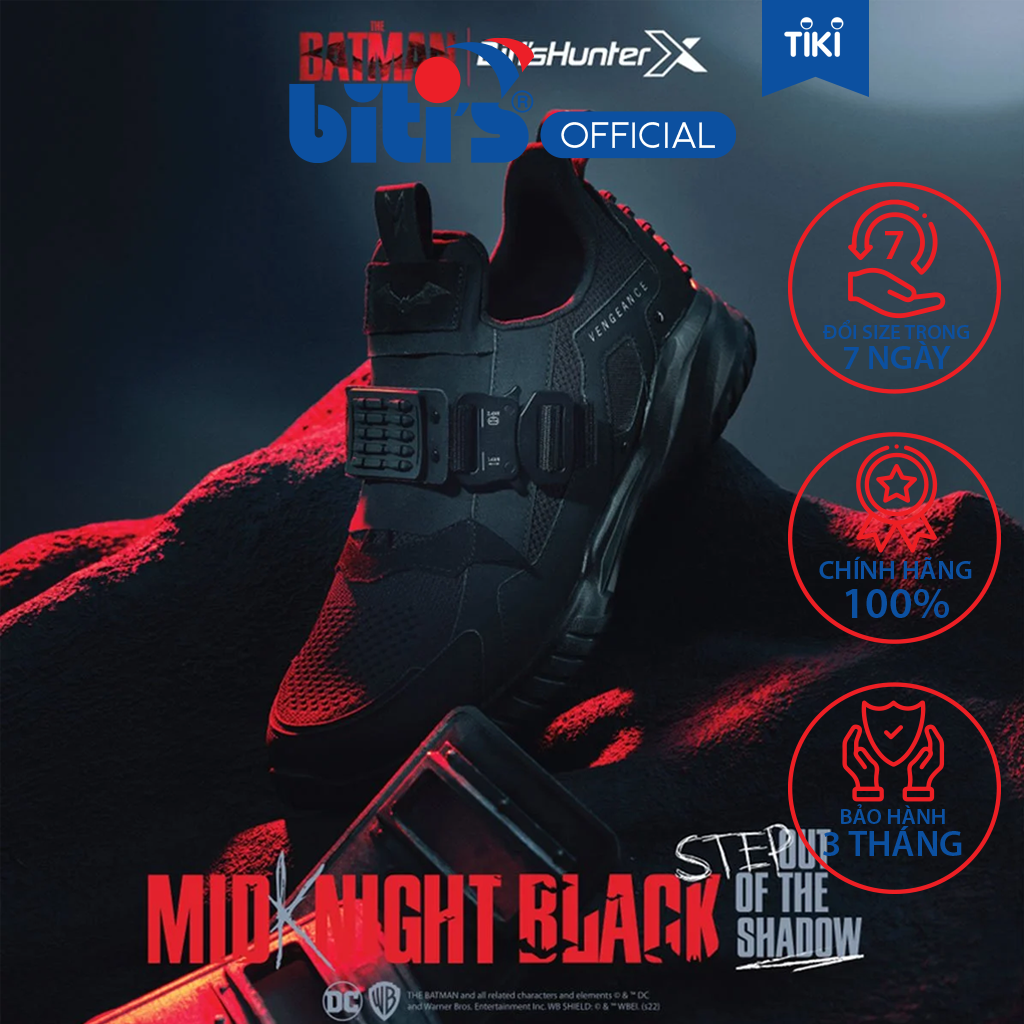 THE
BATMAN
Biti'sHunter X
TiKi
biti's®
OFFICIAL
7
VENGEANCE
ĐỔI SIZE TRONG
7 NGÀY
CHÍNH HÃNG
100%
BẢO HÀNH
3 THÁNG
STEP OUT
OF THE
SHADOW
MIDKNIGHT BLACK
DC
WB
THE BATMAN and all related characters and elements © & ™ DC
and Warner Bros. Entertainment Inc. WB SHIELD: © & ™ WBEI. (s22)